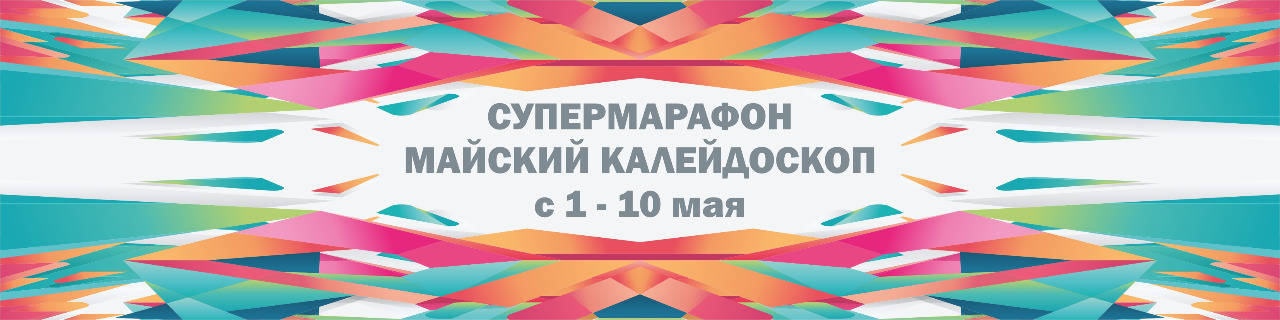 СУПЕРМАРАФОН
МАЙСКИЙ КАЛЕЙДОСКОП
с 1 - 10 мая